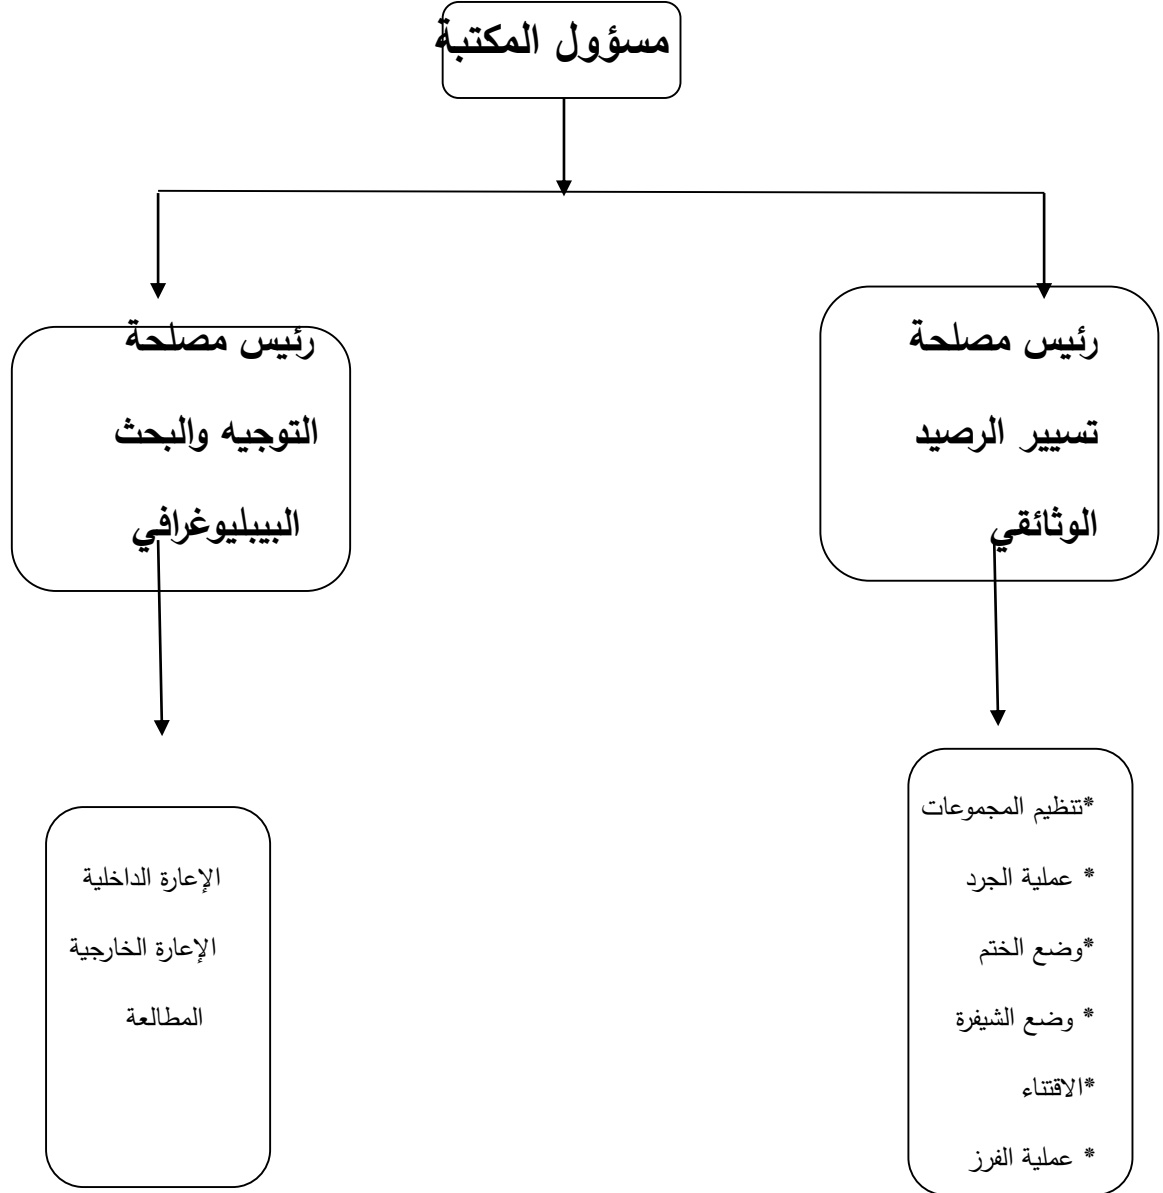 مسؤول المكتبة
رئيس مصلحة
تسيير الرصيد
الوثائقي
رئيس مصلحة
التوجيه والبحث
البيبليوغرافي
*تنظيم المجموعات
* عملية الجرد
*وضع الختم
* وضع الشيفرة
*الاقتناء
* عملية الفرز
الإعارة الداخلية
الإعارة الخارجية
المطالعة